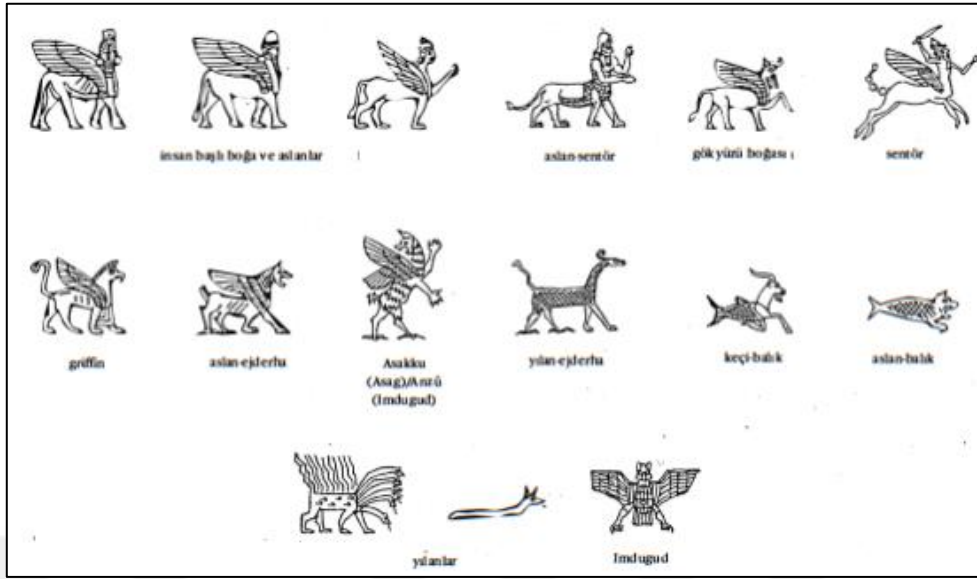 insan başlı boğa ve aslanlar
aslan-sentör
gök yüzü boğası
sentör
griffin
aslan-ejderha
Asakku
(Asag)/Anzû
(Imdugud)
yılan-ejderha
keçi-balık
aslan-balık
yılanlar
Imdugud